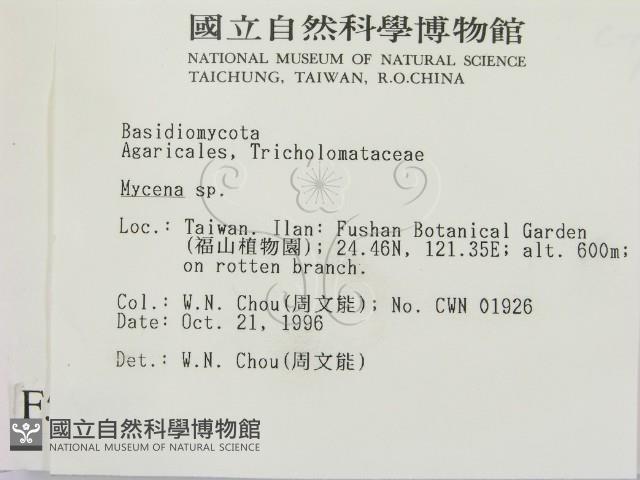 國立自然科學博物館
NATIONAL MUSEUM OF NATURAL SCIENCE
TAICHUNG, TAIWAN, R.O.CHINA
Basidiomycota
Agaricales, Tricholomataceae
Mycena sp.
Loc.: Taiwan. Ilan: Fushan Botanical Garden
(福山植物園); 24.46N, 121.35E; alt. 600m;
on rotten branch.
Col.: W.N. Chou(周文能); No. CWN 01926
Date: Oct. 21, 1996
Det.: W.N. Chou(周文能)
國立自然科學博物館
NATIONAL MUSEUM OF NATURAL SCIENCE